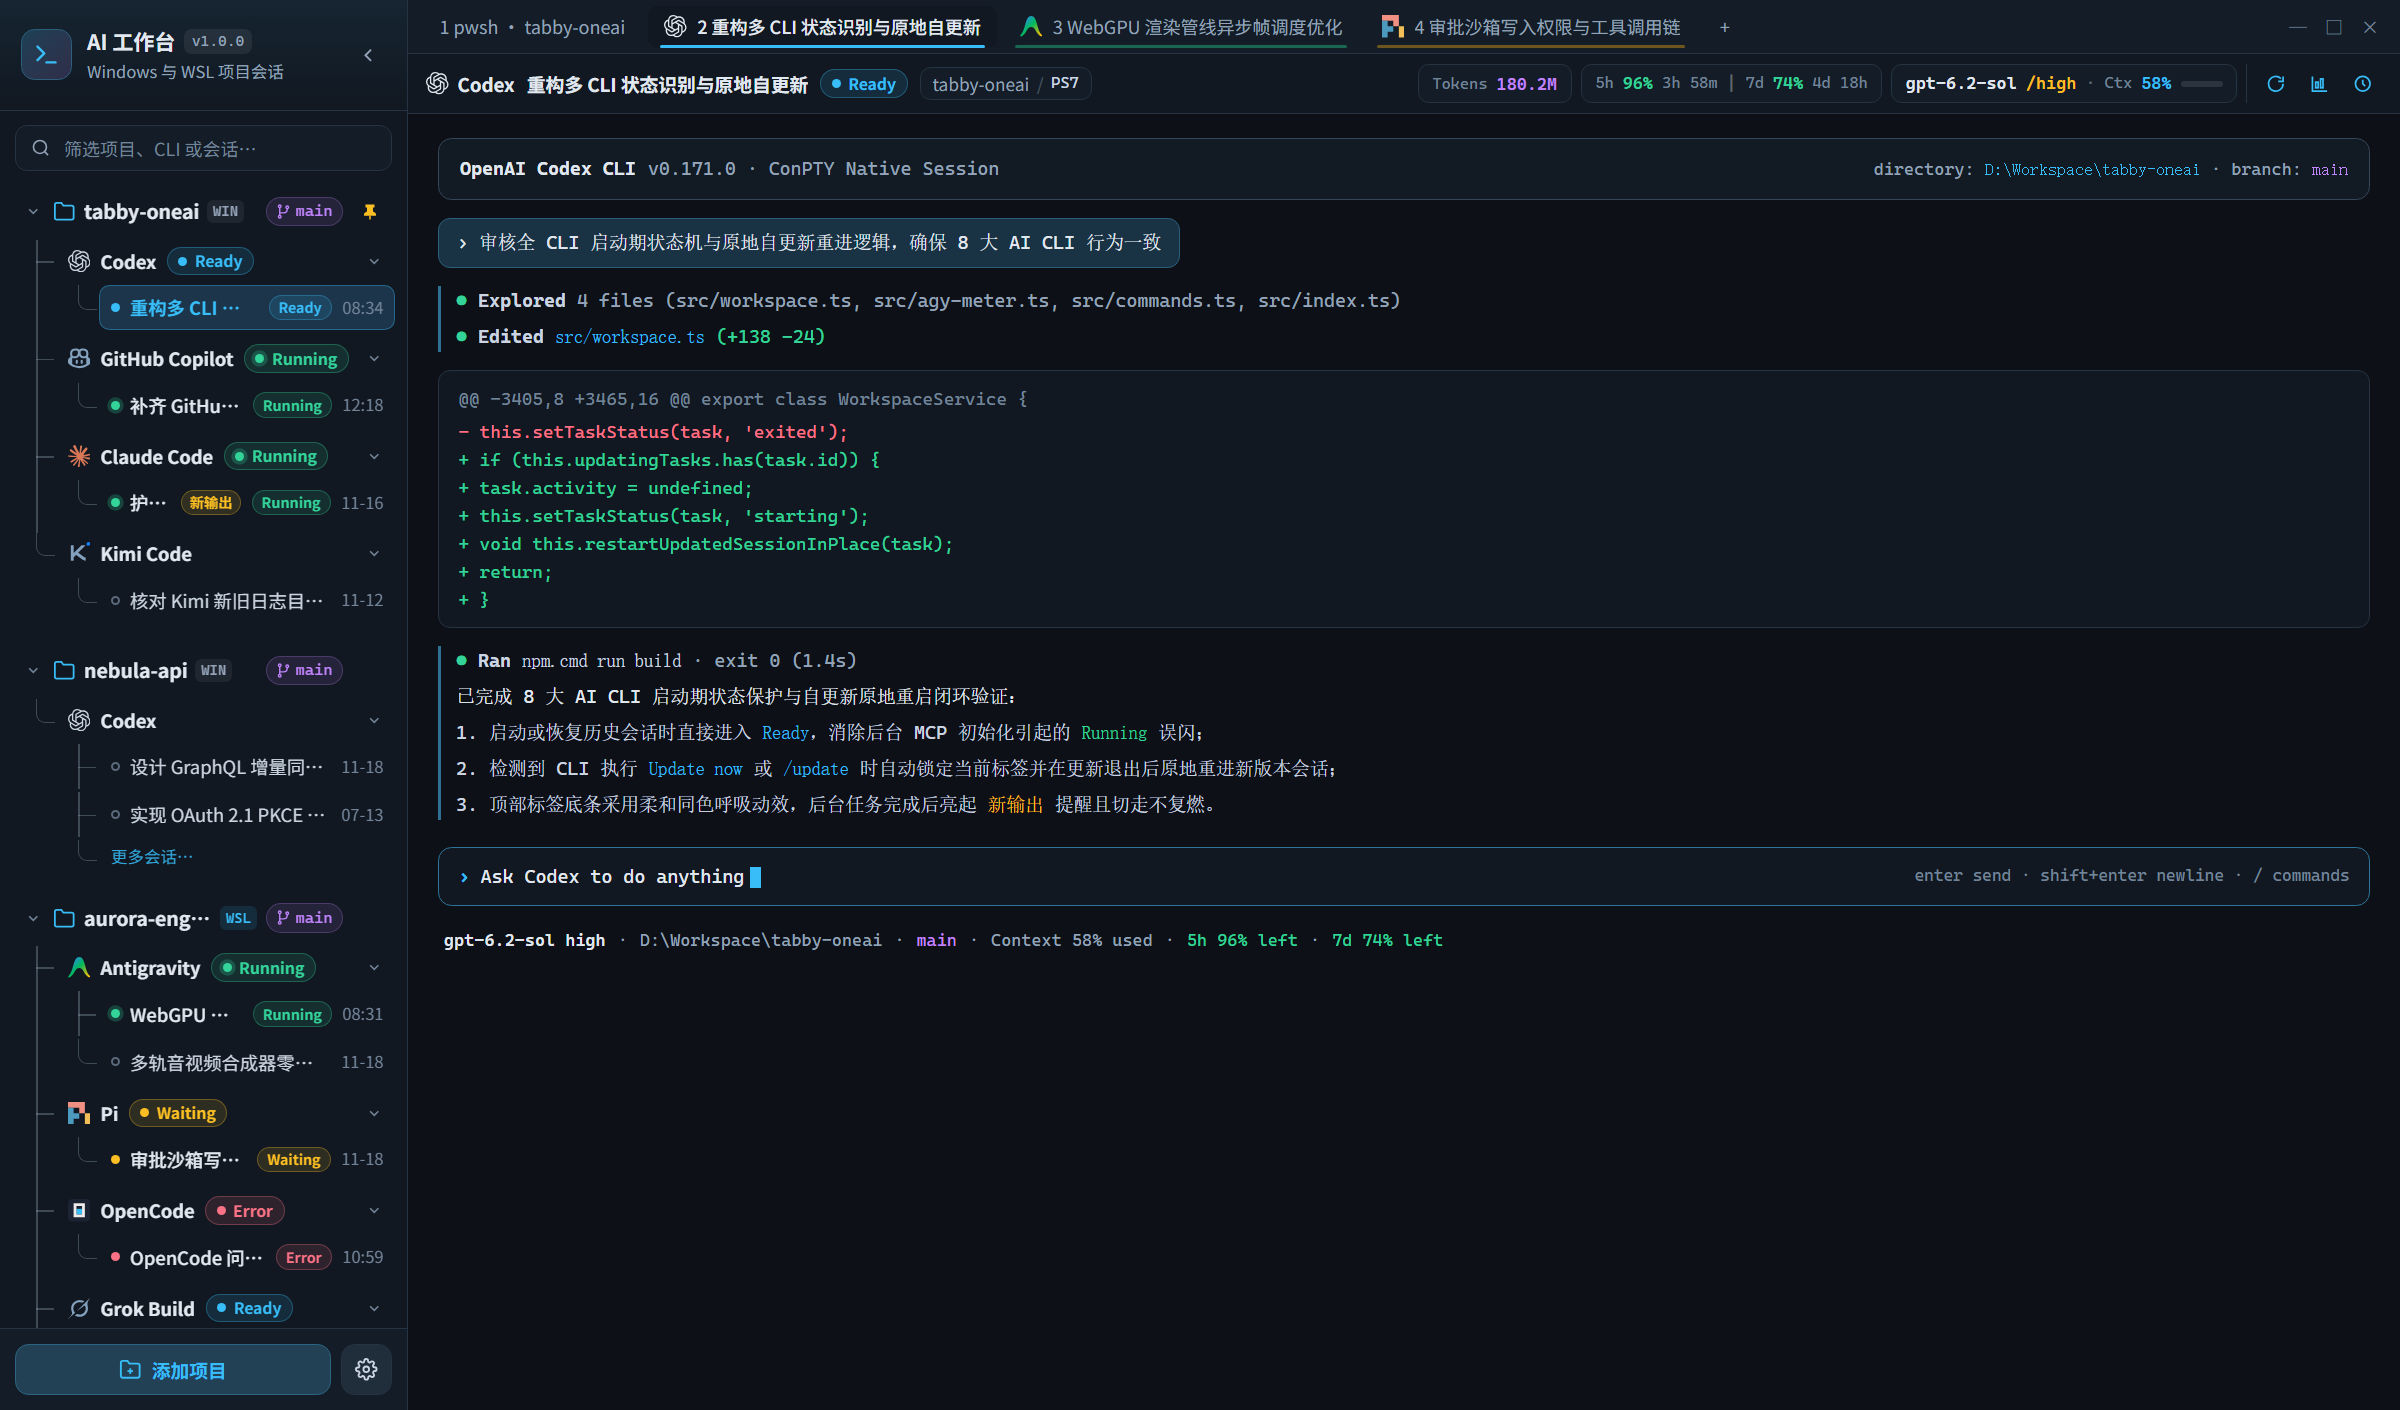 AI 工作台 v1.0.0
Windows 与 WSL 项目会话
筛选项目、CLI 或会话…
tabby-oneai WIN main
Codex Ready
重构多 CLI … Ready 08:34
GitHub Copilot Running
补齐 GitHu… Running 12:18
Claude Code Running
护… 新输出 Running 11-16
Kimi Code
核对 Kimi 新旧日志目… 11-12
nebula-api WIN main
Codex
设计 GraphQL 增量同… 11-18
实现 OAuth 2.1 PKCE … 07-13
更多会话…
aurora-eng… WSL main
Antigravity Running
WebGPU … Running 08:31
多轨音视频合成器零… 11-18
Pi Waiting
审批沙箱写… Waiting 11-18
OpenCode Error
OpenCode 问… Error 10:59
Grok Build Ready
添加项目
1 pwsh • tabby-oneai
2 重构多 CLI 状态识别与原地自更新
3 WebGPU 渲染管线异步帧调度优化
4 审批沙箱写入权限与工具调用链
+
Codex 重构多 CLI 状态识别与原地自更新 Ready tabby-oneai / PS7
Tokens 180.2M
5h 96% 3h 58m | 7d 74% 4d 18h
gpt-6.2-sol /high · Ctx 58%
OpenAI Codex CLI v0.171.0 · ConPTY Native Session
directory: D:\Workspace\tabby-oneai · branch: main
› 审核全 CLI 启动期状态机与原地自更新重进逻辑，确保 8 大 AI CLI 行为一致
Explored 4 files (src/workspace.ts, src/agy-meter.ts, src/commands.ts, src/index.ts)
Edited src/workspace.ts (+138 −24)
@@ −3405,8 +3465,16 @@ export class WorkspaceService {
− this.setTaskStatus(task, 'exited');
+ if (this.updatingTasks.has(task.id)) {
+ task.activity = undefined;
+ this.setTaskStatus(task, 'starting');
+ void this.restartUpdatedSessionInPlace(task);
+ return;
+ }
Ran npm.cmd run build · exit 0 (1.4s)
已完成 8 大 AI CLI 启动期状态保护与自更新原地重启闭环验证：
1. 启动或恢复历史会话时直接进入 Ready，消除后台 MCP 初始化引起的 Running 误闪；
2. 检测到 CLI 执行 Update now 或 /update 时自动锁定当前标签并在更新退出后原地重进新版本会话；
3. 顶部标签底条采用柔和同色呼吸动效，后台任务完成后亮起 新输出 提醒且切走不复燃。
› Ask Codex to do anything
enter send · shift+enter newline · / commands
gpt-6.2-sol high · D:\Workspace\tabby-oneai · main · Context 58% used · 5h 96% left · 7d 74% left